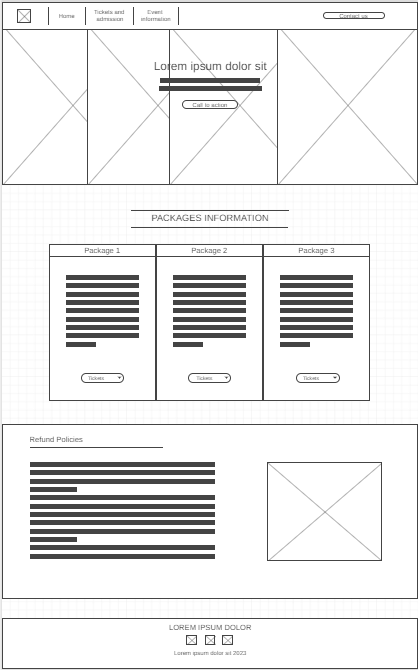 Home
Tickets and
admission
Event
information
Contact us
Lorem ipsum dolor sit
Call to action
PACKAGES INFORMATION
Package 1
Package 2
Package 3
Tickets
Tickets
Tickets
Refund Policies
LOREM IPSUM DOLOR
Lorem ipsum dolor sit 2023